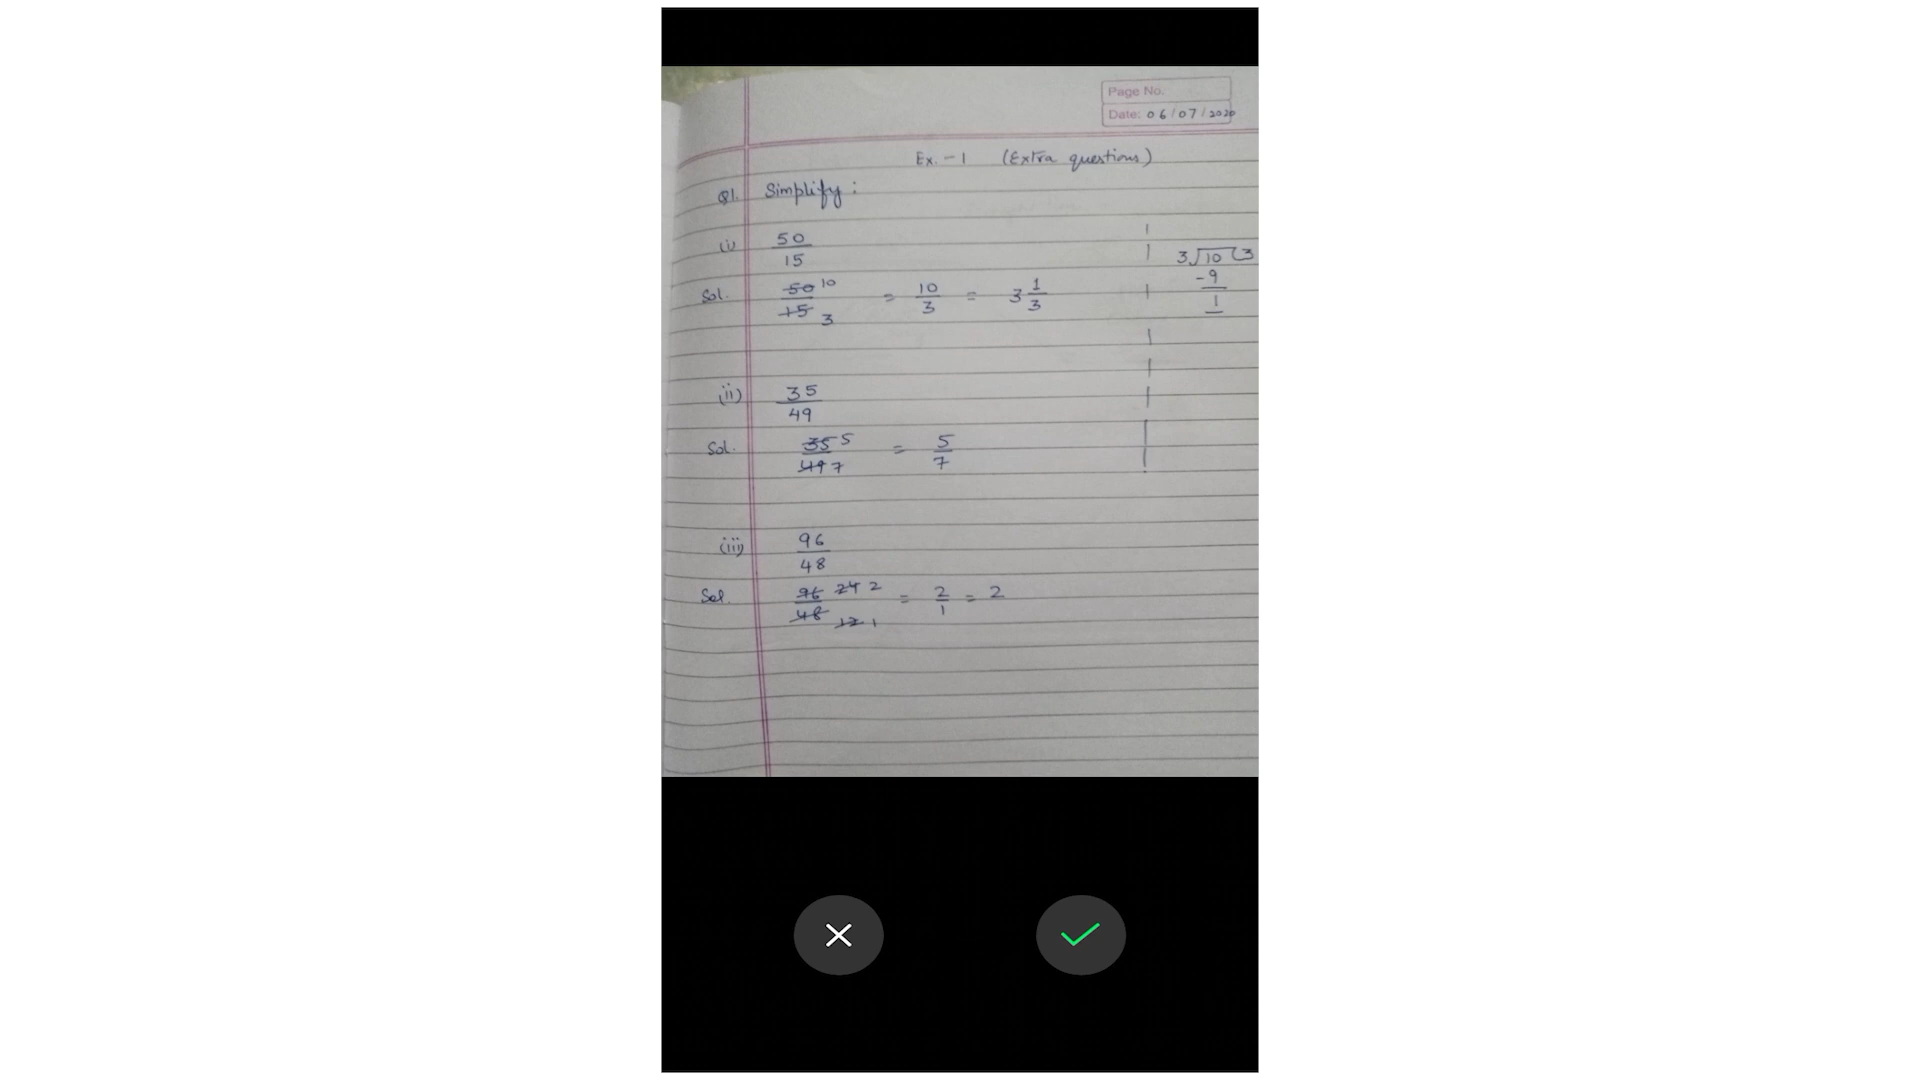 Page No.
Date: 06/07/2020
Ex. - 1 (Extra questions)
Q1. Simplify :
(i) 50
15
3√10 (3
-9
1
Sol. 50 10
15 3
= 10/3 = 3 1/3
(ii) 35
49
Sol. 35 5
49 7
= 5/7
(iii) 96
48
Sol. 96 24 2
48 12 1
= 2/1 = 2